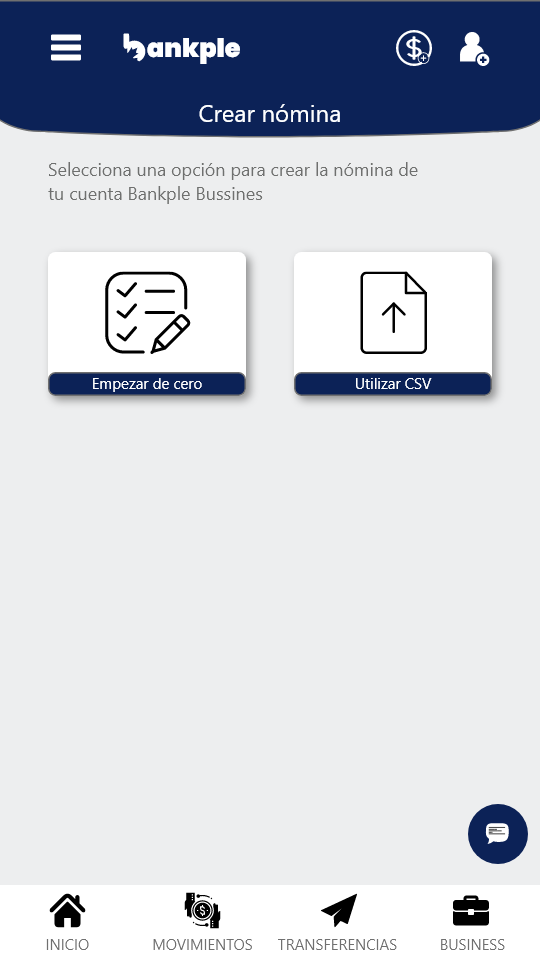 bankple
Crear nómina
Selecciona una opción para crear la nómina de
tu cuenta Bankple Bussines
Empezar de cero
Utilizar CSV
INICIO
MOVIMIENTOS
TRANSFERENCIAS
BUSINESS